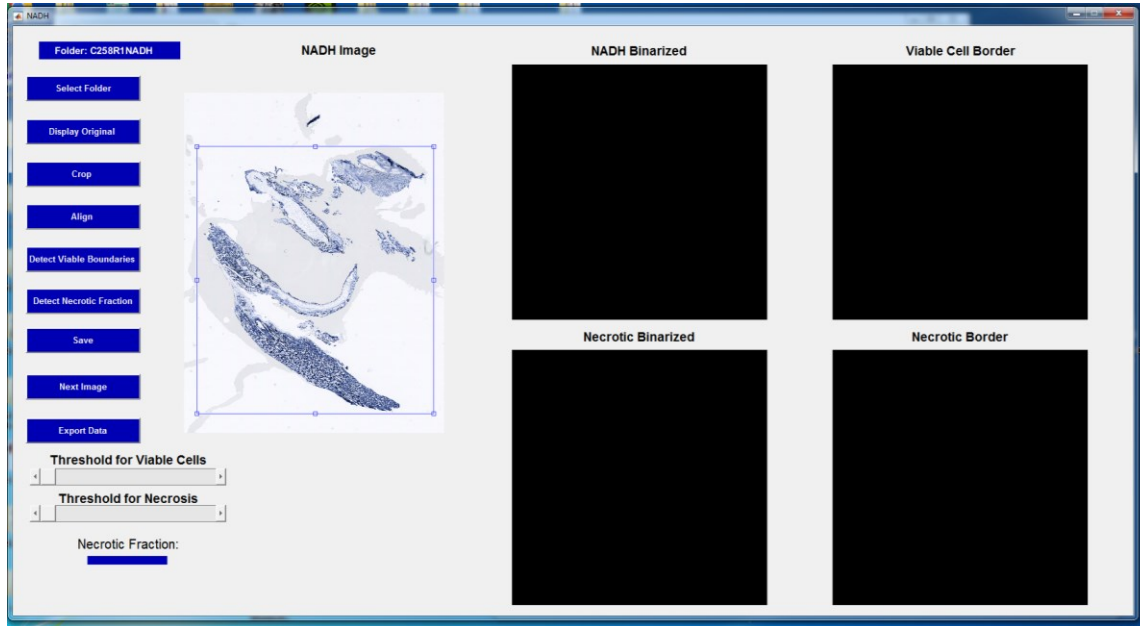 NADH
Folder: C258R1NADH
NADH Image
NADH Binarized
Viable Cell Border
Select Folder
Display Original
Crop
Align
Detect Viable Boundaries
Detect Necrotic Fraction
Necrotic Binarized
Necrotic Border
Save
Next Image
Export Data
Threshold for Viable Cells
Threshold for Necrosis
Necrotic Fraction: